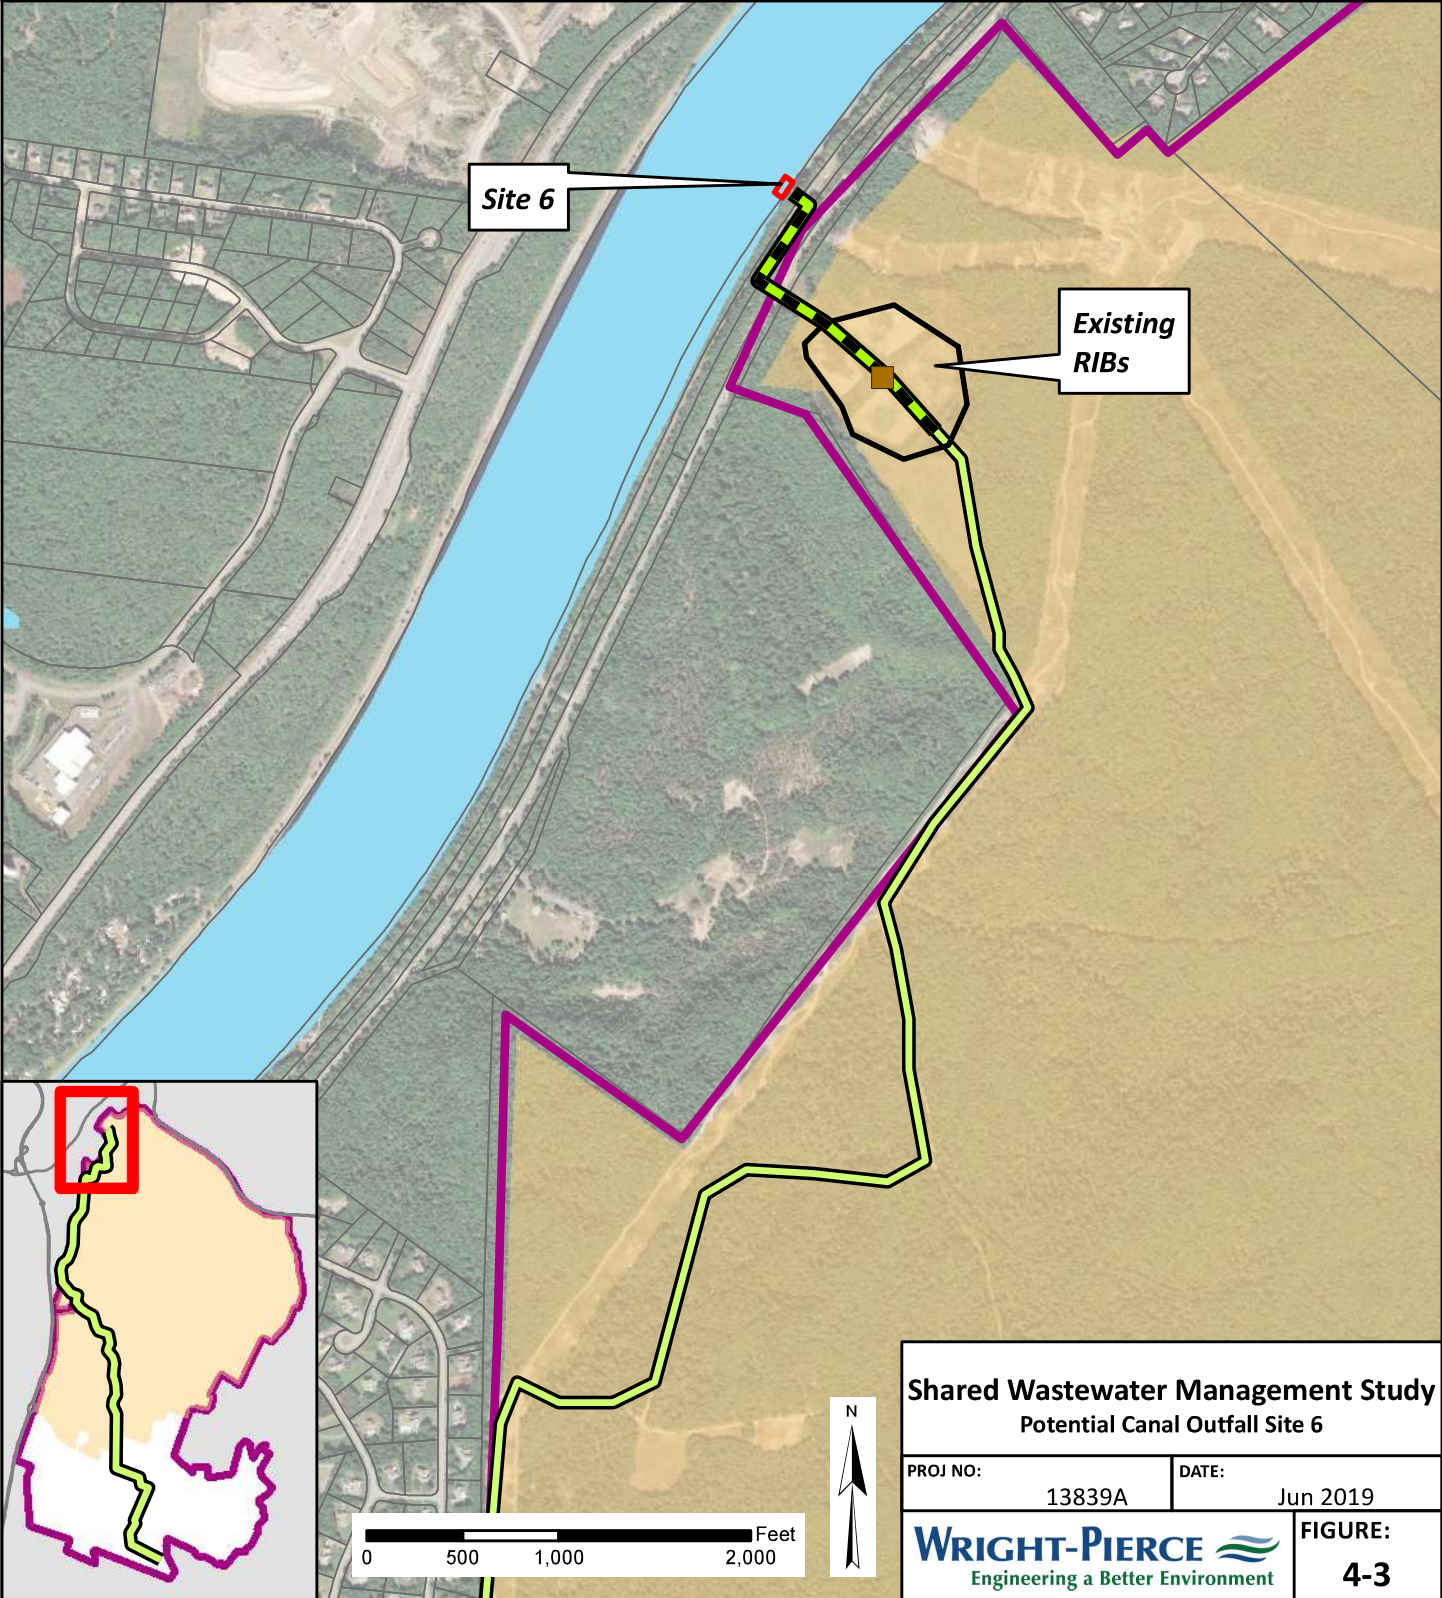 Site 6
Existing
RIBs
N
Feet
0 500 1,000 2,000
Shared Wastewater Management Study
Potential Canal Outfall Site 6
PROJ NO:
13839A
DATE:
Jun 2019
WRIGHT-PIERCE
Engineering a Better Environment
FIGURE:
4-3